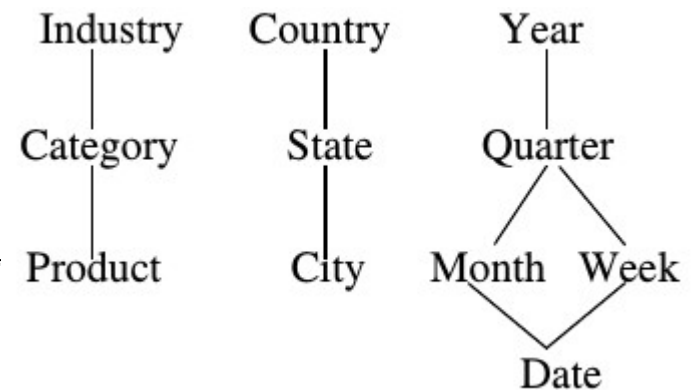 Industry Country Year
Category State Quarter
Product City Month Week
Date